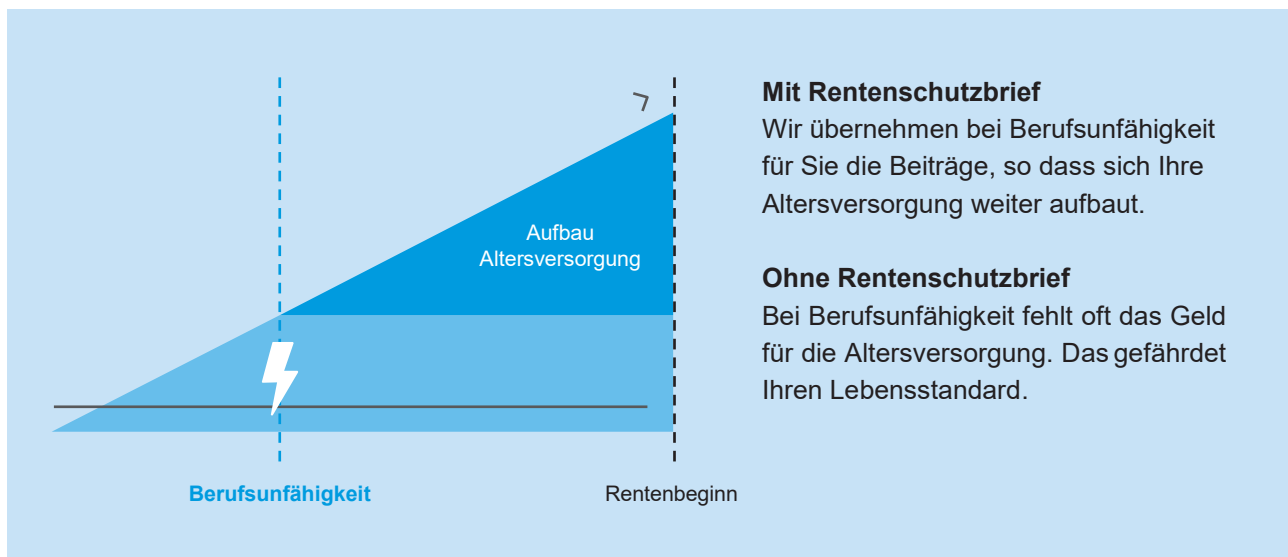 Mit Rentenschutzbrief
Wir übernehmen bei Berufsunfähigkeit
für Sie die Beiträge, so dass sich Ihre
Altersversorgung weiter aufbaut.
Ohne Rentenschutzbrief
Bei Berufsunfähigkeit fehlt oft das Geld
für die Altersversorgung. Das gefährdet
Ihren Lebensstandard.
Aufbau
Altersversorgung
Berufsunfähigkeit
Rentenbeginn